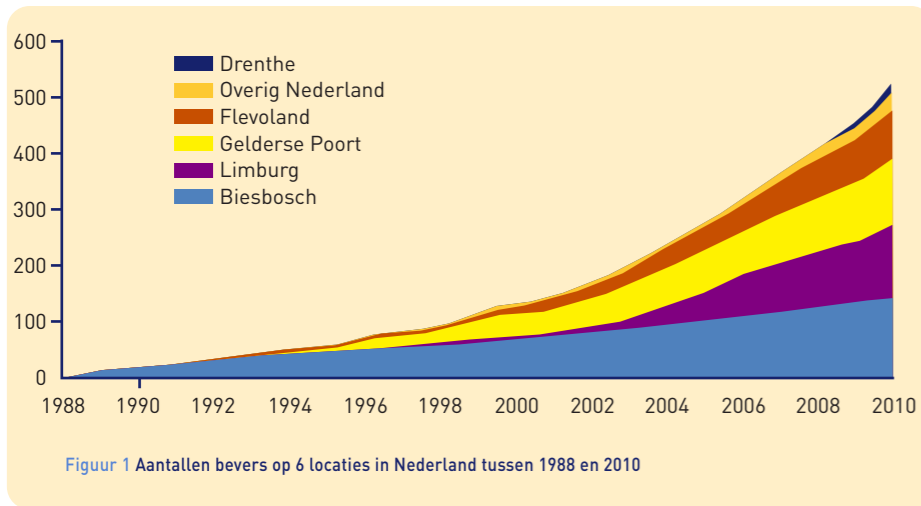 600
500
400
300
200
100
0
Drenthe
Overig Nederland
Flevoland
Gelderse Poort
Limburg
Biesbosch
1988 1990 1992 1994 1996 1998 2000 2002 2004 2006 2008 2010
Figuur 1 Aantallen bevers op 6 locaties in Nederland tussen 1988 en 2010